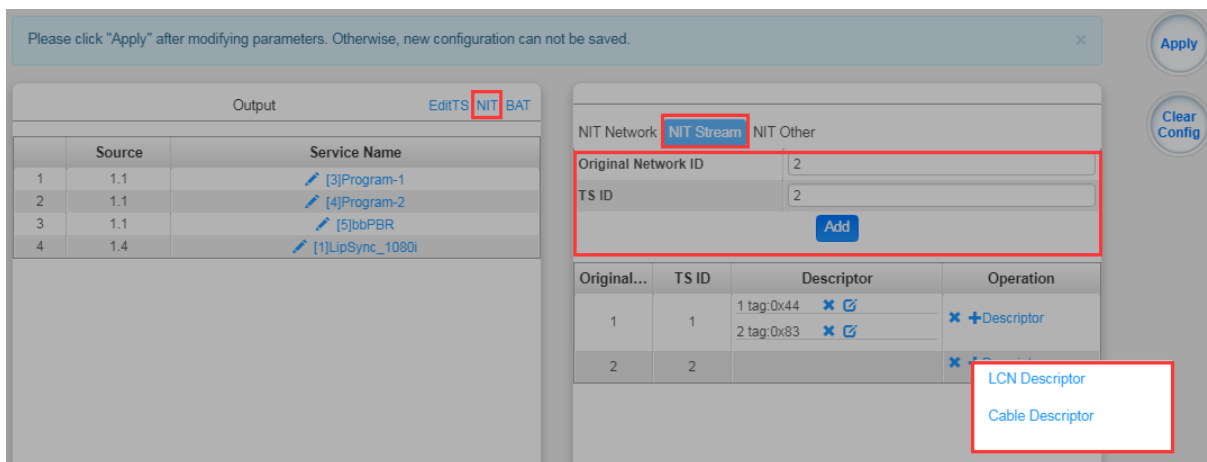 Please click "Apply" after modifying parameters. Otherwise, new configuration can not be saved. ×
Apply
Clear
Config
Output EditTS NIT BAT
Source Service Name
1 1.1 [3]Program-1
2 1.1 [4]Program-2
3 1.1 [5]bbPBR
4 1.4 [1]LipSync_1080i
NIT Network NIT Stream NIT Other
Original Network ID 2
TS ID 2
Add
Original... TS ID Descriptor Operation
1 1 1 tag:0x44 Descriptor
2 tag:0x83
2 2
LCN Descriptor
Cable Descriptor